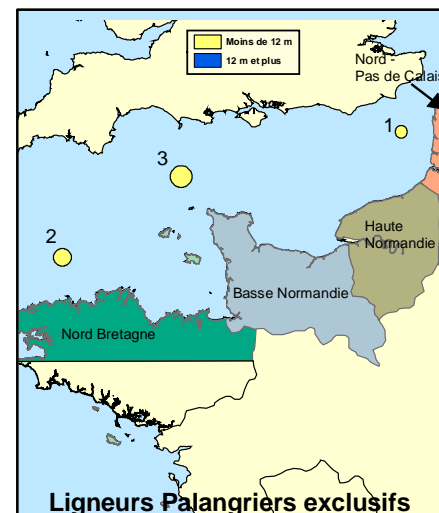 Moins de 12 m
12 m et plus
Nord -
Pas de Calais
1
3
2
Haute
Normandie
Basse Normandie
Nord Bretagne
Ligneurs Palangriers exclusifs